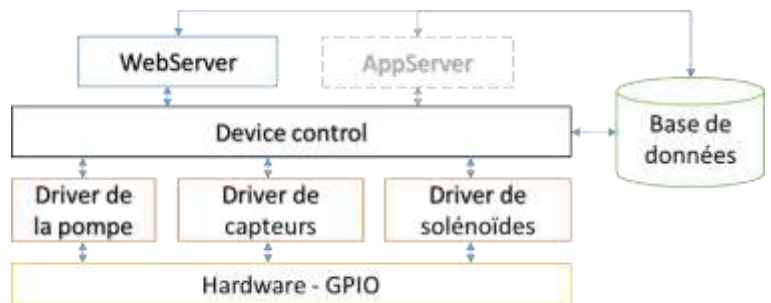 WebServer
AppServer
Device control
Base de
données
Driver de
la pompe
Driver de
capteurs
Driver de
solénoïdes
Hardware - GPIO